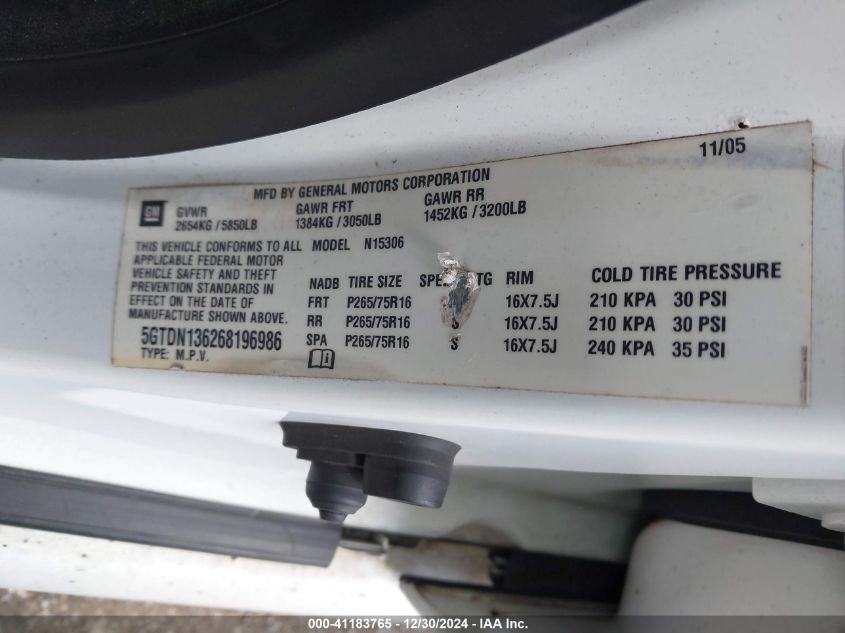 11/05
MFD BY GENERAL MOTORS CORPORATION
GM GVWR GAWR FRT GAWR RR
2654KG / 5850LB 1384KG / 3050LB 1452KG / 3200LB
THIS VEHICLE CONFORMS TO ALL MODEL N15306
APPLICABLE FEDERAL MOTOR
VEHICLE SAFETY AND THEFT
PREVENTION STANDARDS IN
EFFECT ON THE DATE OF
MANUFACTURE SHOWN ABOVE.
5GTDN136268196986
TYPE: M.P.V.
NADB TIRE SIZE RIM COLD TIRE PRESSURE
FRT P265/75R16 16X7.5J 210 KPA 30 PSI
RR P265/75R16 S 16X7.5J 210 KPA 30 PSI
SPA P265/75R16 S 16X7.5J 240 KPA 35 PSI
000-41183765 - 12/30/2024 - IAA Inc.